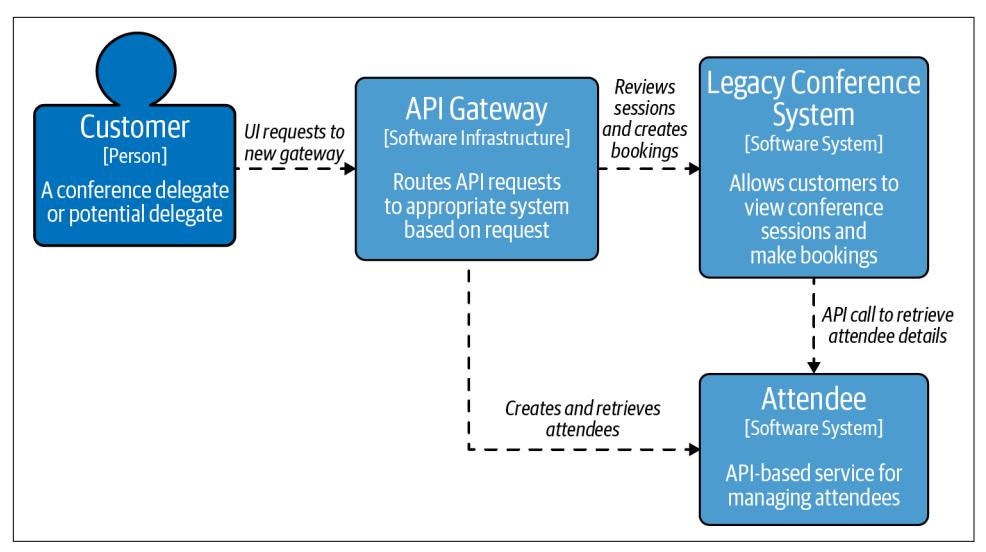 Customer
[Person]
A conference delegate
or potential delegate
UI requests to
new gateway
API Gateway
[Software Infrastructure]
Routes API requests
to appropriate system
based on request
Reviews
sessions
and creates
bookings
Legacy Conference
System
[Software System]
Allows customers to
view conference
sessions and
make bookings
API call to retrieve
attendee details
Creates and retrieves
attendees
Attendee
[Software System]
API-based service for
managing attendees